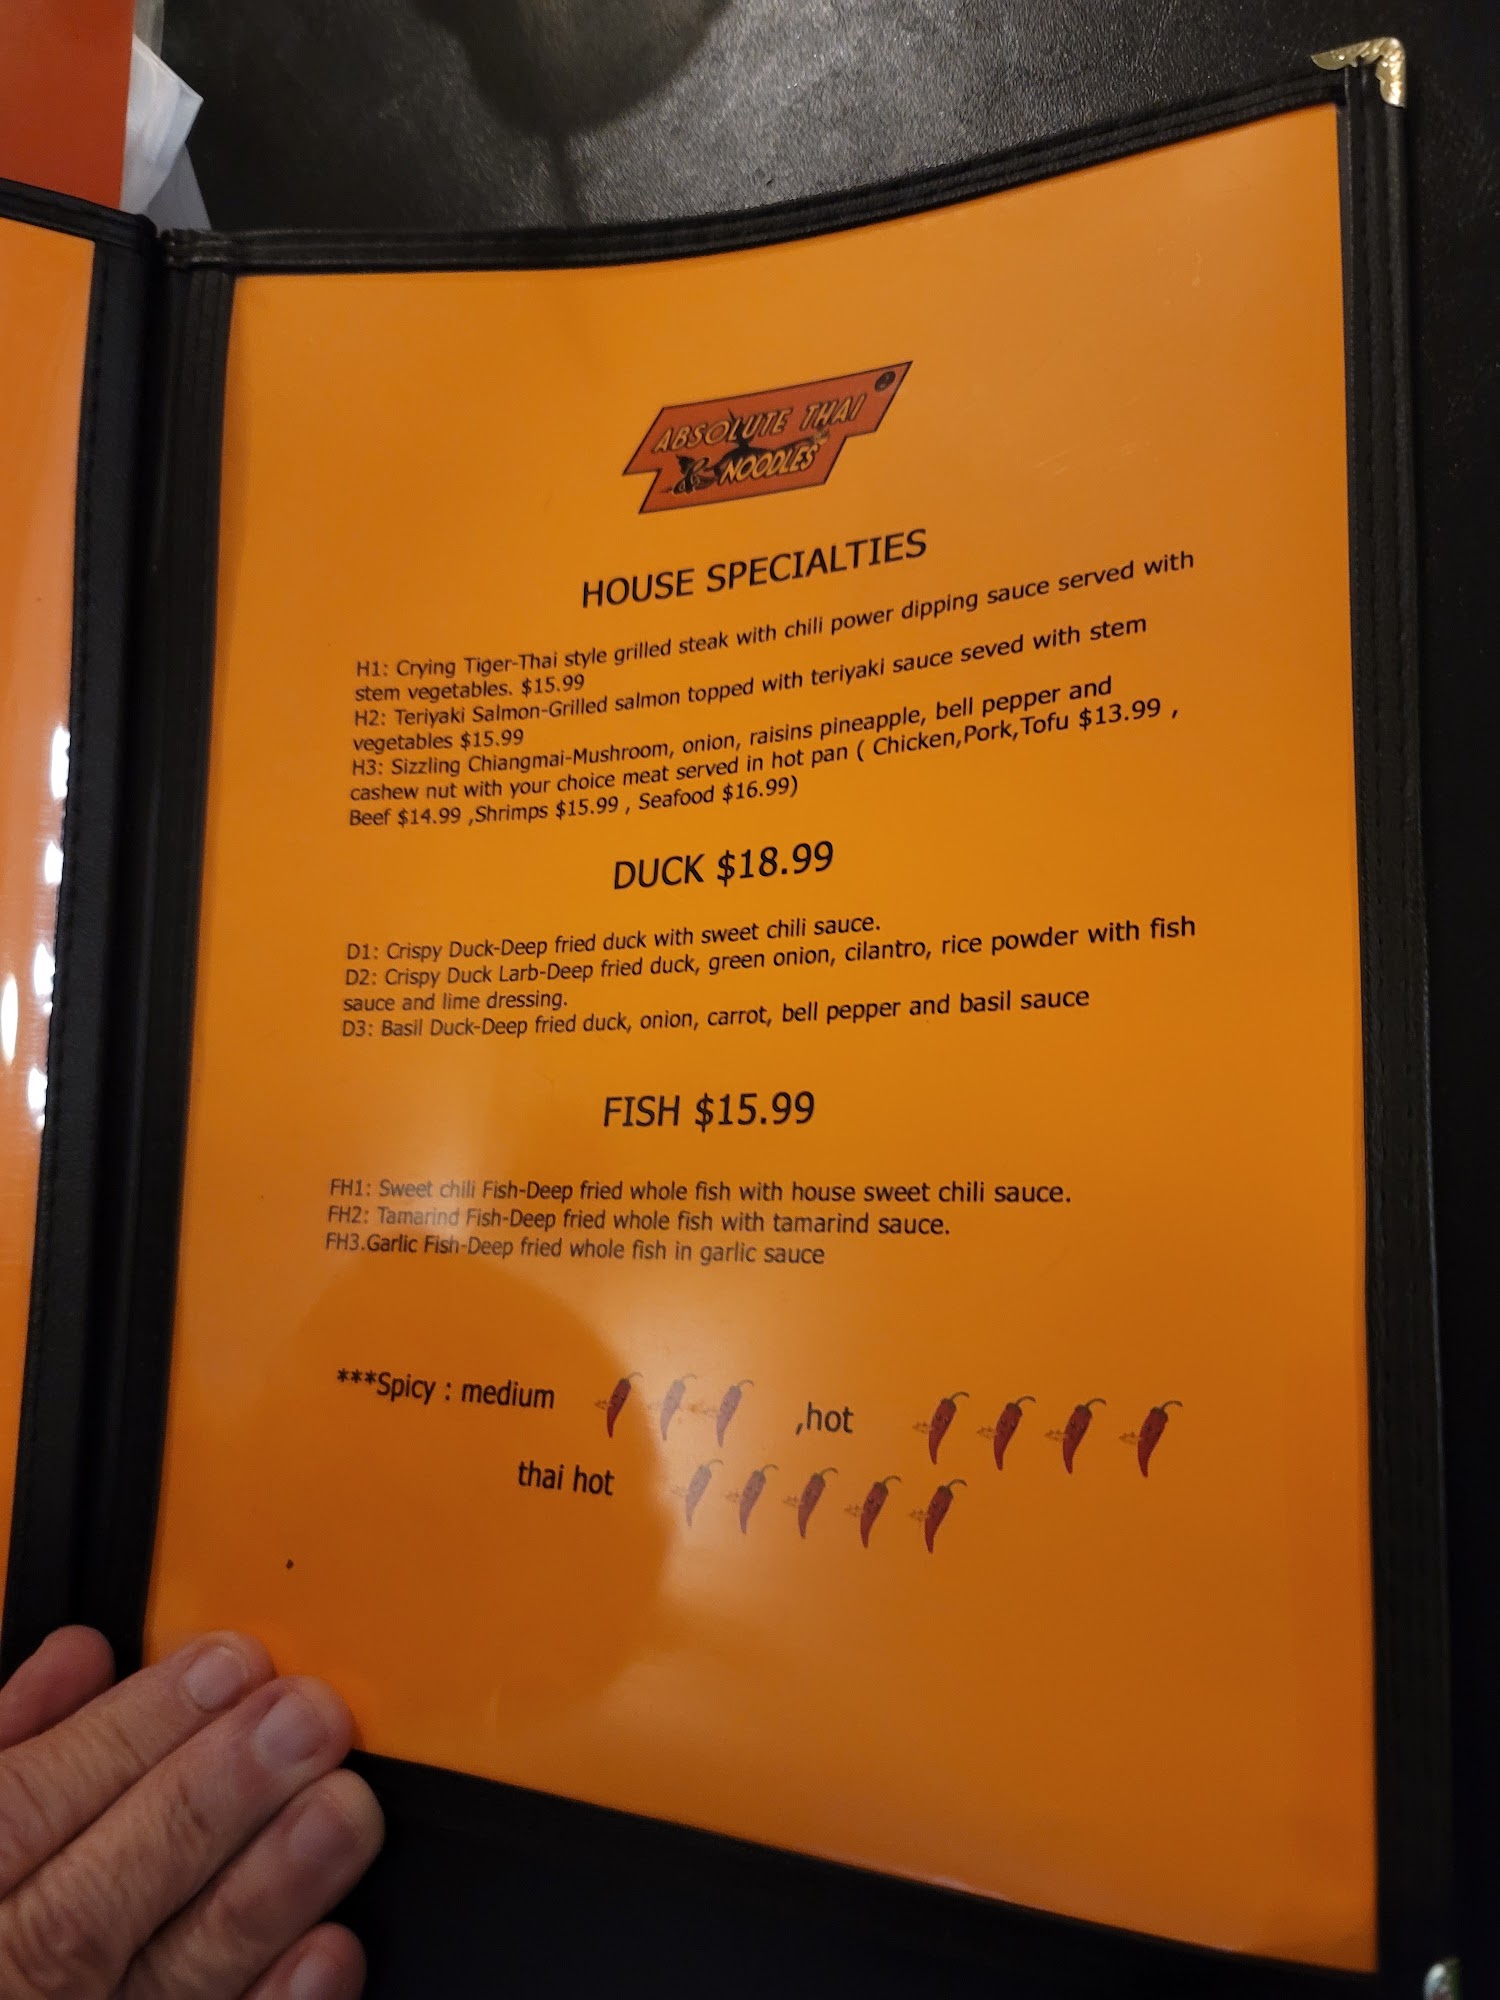 ABSOLUTE THAI
& NOODLES
HOUSE SPECIALTIES
H1: Crying Tiger-Thai style grilled steak with chili power dipping sauce served with
stem vegetables. $15.99
H2: Teriyaki Salmon-Grilled salmon topped with teriyaki sauce seved with stem
vegetables $15.99
H3: Sizzling Chiangmai-Mushroom, onion, raisins pineapple, bell pepper and
cashew nut with your choice meat served in hot pan ( Chicken,Pork,Tofu $13.99 ,
Beef $14.99 ,Shrimps $15.99 , Seafood $16.99)
DUCK $18.99
D1: Crispy Duck-Deep fried duck with sweet chili sauce.
D2: Crispy Duck Larb-Deep fried duck, green onion, cilantro, rice powder with fish
sauce and lime dressing.
D3: Basil Duck-Deep fried duck, onion, carrot, bell pepper and basil sauce
FISH $15.99
FH1: Sweet chili Fish-Deep fried whole fish with house sweet chili sauce.
FH2: Tamarind Fish-Deep fried whole fish with tamarind sauce.
FH3.Garlic Fish-Deep fried whole fish in garlic sauce
***Spicy : medium ,hot
thai hot